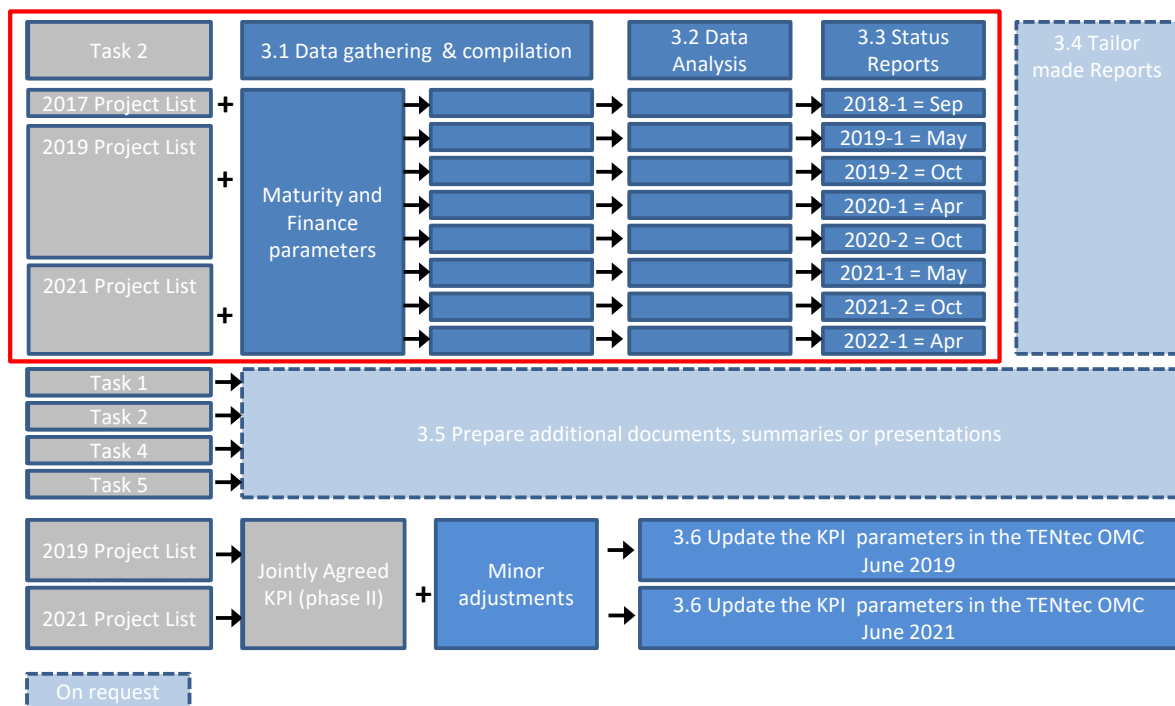 Task 2
3.1 Data gathering & compilation
3.2 Data
Analysis
3.3 Status
Reports
3.4 Tailor
made Reports
2017 Project List
+
2018-1 = Sep
2019 Project List
+
2019-1 = May
2019-2 = Oct
Maturity and
Finance
parameters
2020-1 = Apr
2020-2 = Oct
2021 Project List
+
2021-1 = May
2021-2 = Oct
2022-1 = Apr
Task 1
Task 2
Task 4
Task 5
3.5 Prepare additional documents, summaries or presentations
2019 Project List
2021 Project List
Jointly Agreed
KPI (phase II)
+
Minor
adjustments
3.6 Update the KPI parameters in the TENtec OMC
June 2019
3.6 Update the KPI parameters in the TENtec OMC
June 2021
On request